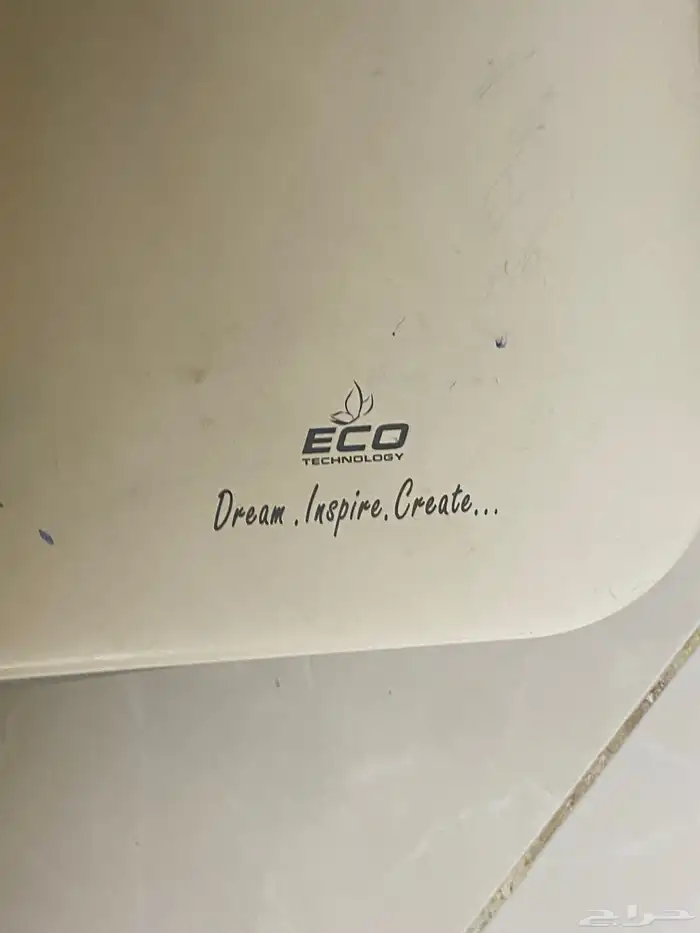 ECO
TECHNOLOGY
Dream .Inspire.Create...
حراج